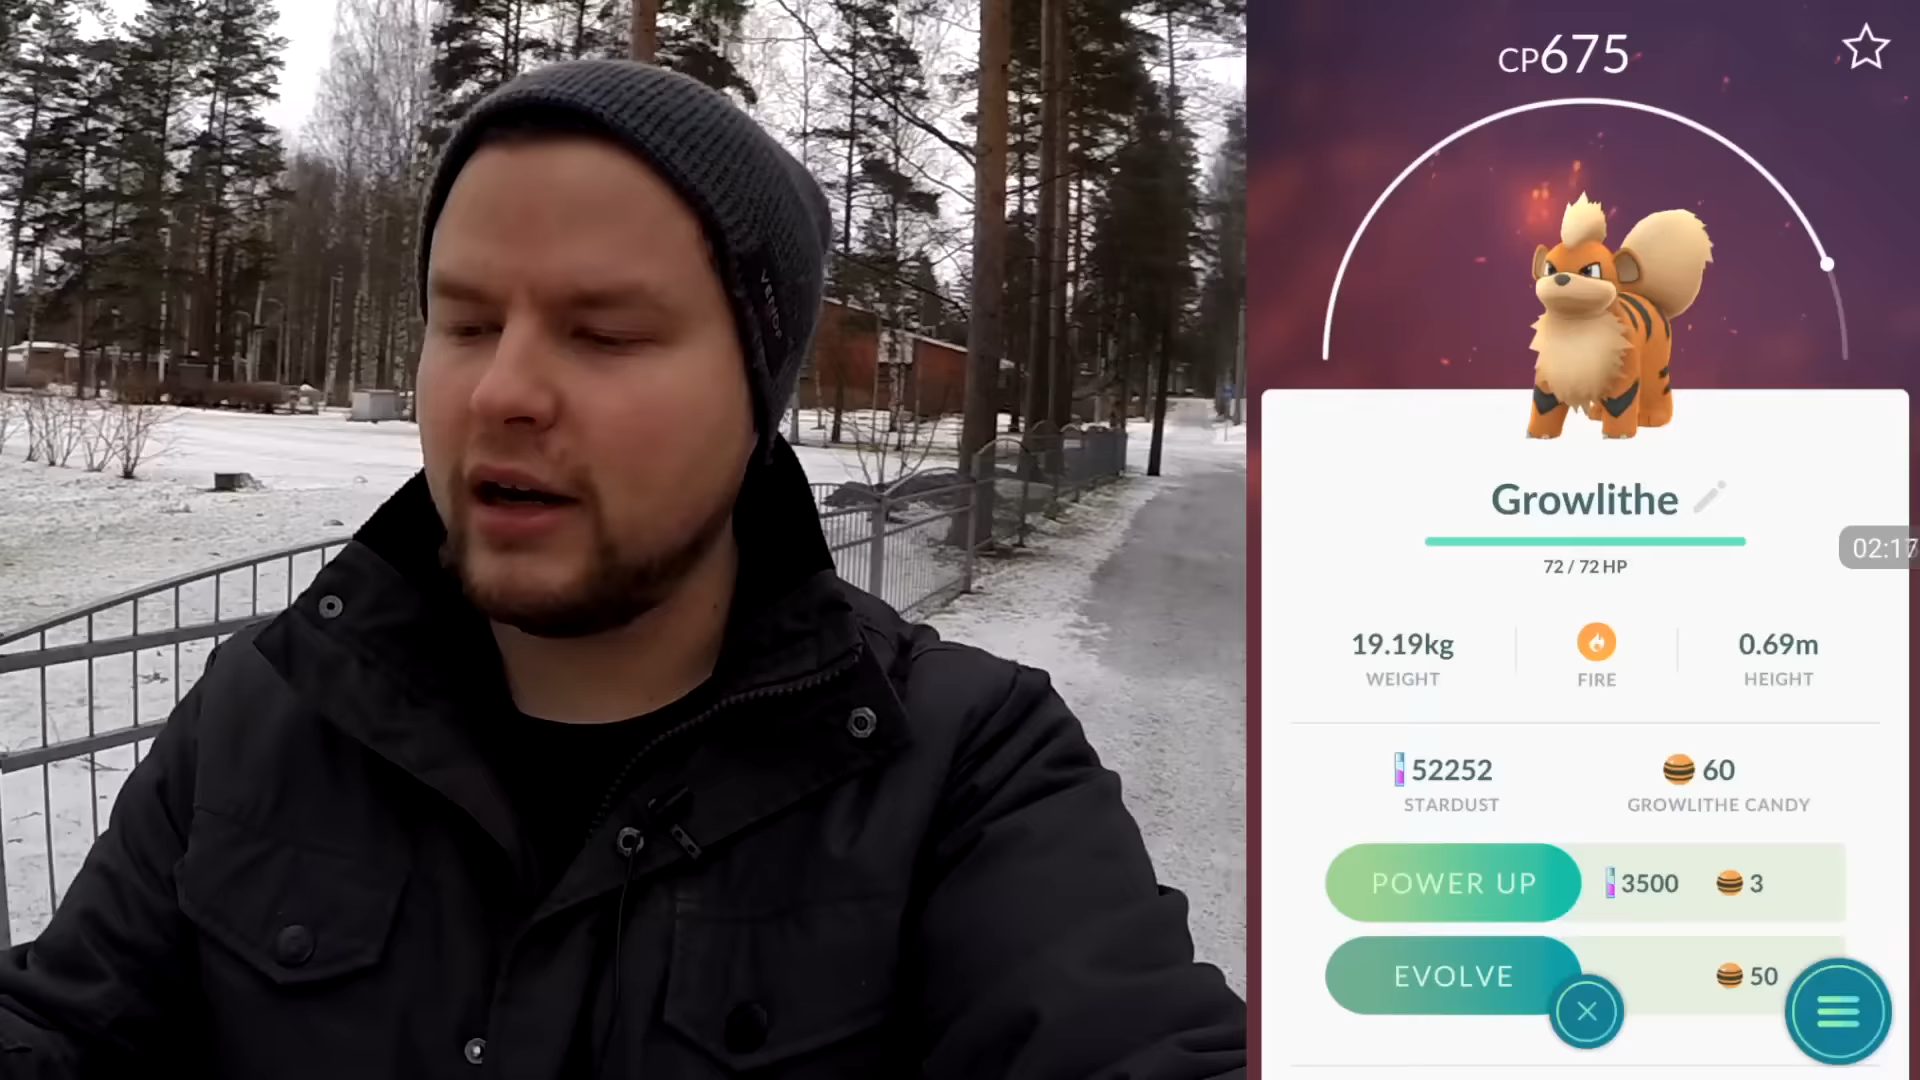 CP675
Growlithe
72 / 72 HP
02:17
19.19kg
WEIGHT
FIRE
0.69m
HEIGHT
52252
STARDUST
60
GROWLITHE CANDY
POWER UP
3500
3
EVOLVE
50